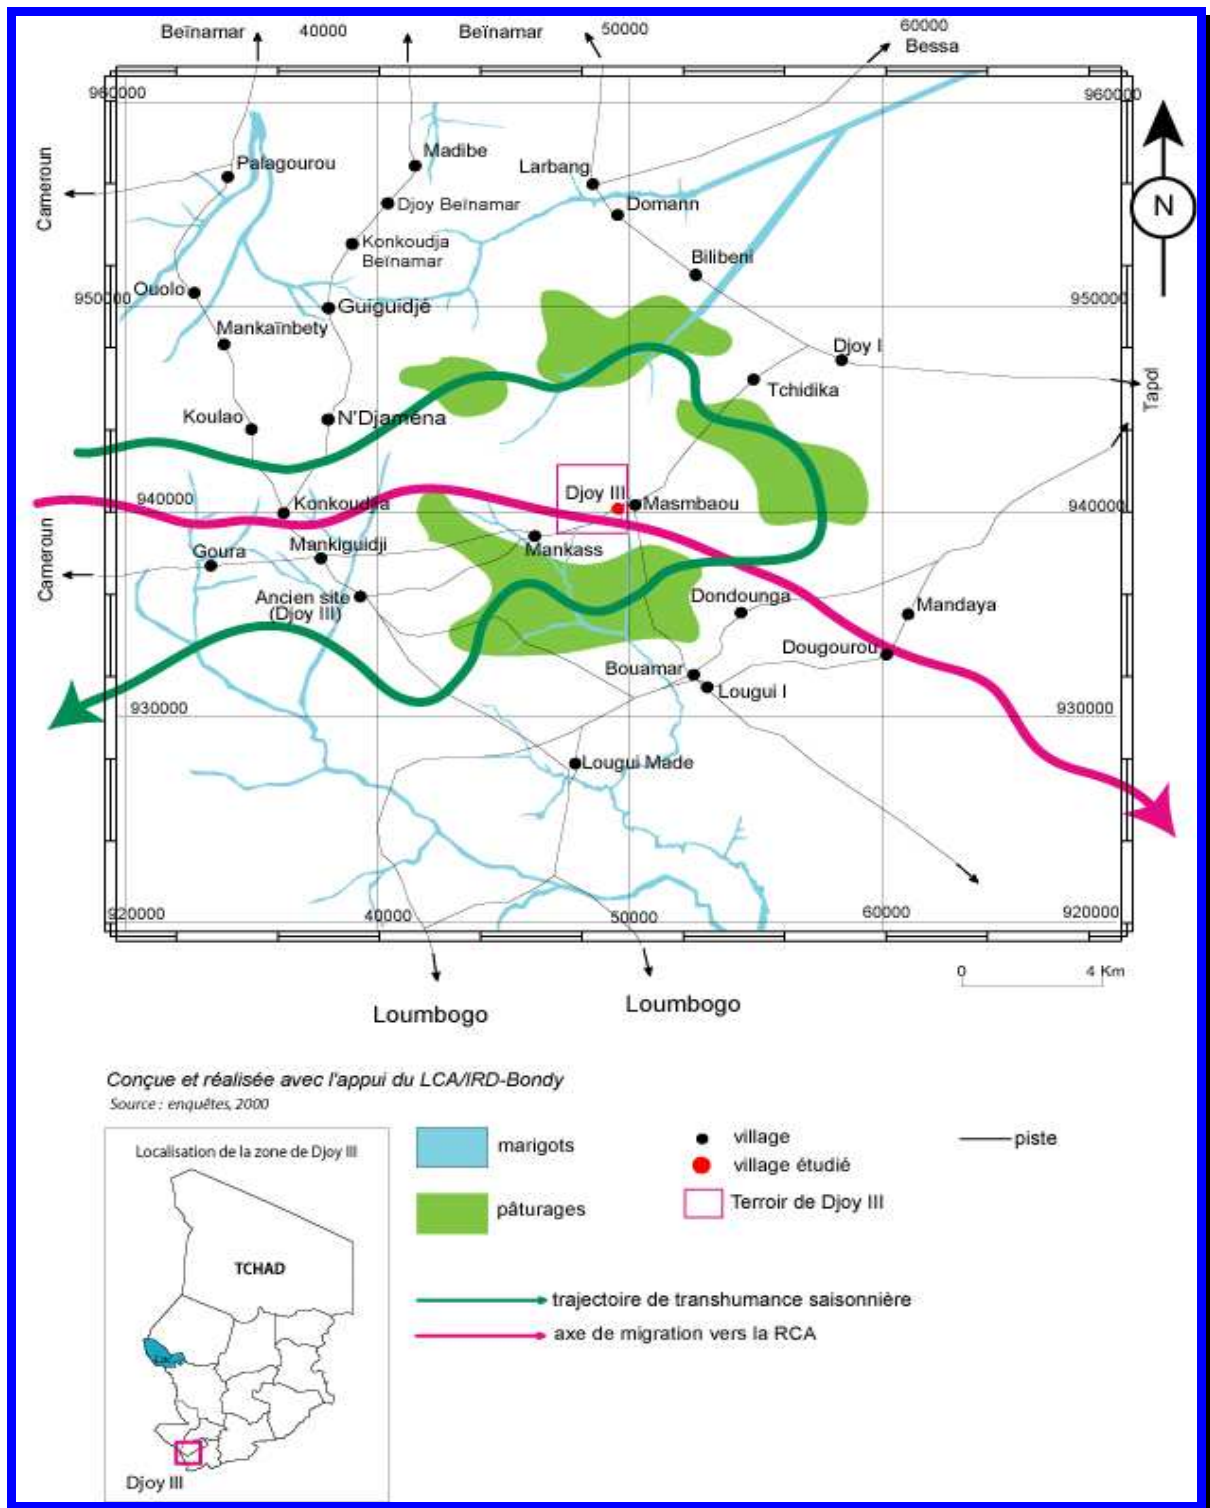 Beïnamar
40000
Beïnamar
50000
60000
Bessa
960000
960000
Cameroun
Palagourou
Madibe
Larbang
N
Djoy Beïnamar
Domann
Konkoudja
Beïnamar
Bilibeni
Ouolo
950000
Guiguidjé
950000
Mankaïnbety
Djoy I
Tchidika
Tapol
Koulao
N'Djaména
940000
Konkoudjia
Djoy III
Masmbaou
940000
Cameroun
Goura
Mankiguidji
Mankass
Ancien site
(Djoy III)
Dondounga
Mandaya
Dougourou
Bouamar
Lougui I
930000
930000
Lougui Made
920000
40000
50000
60000
920000
0
4 Km
Loumbogo
Loumbogo
Conçue et réalisée avec l'appui du LCA/IRD-Bondy
Source : enquêtes, 2000
Localisation de la zone de Djoy III
TCHAD
Djoy III
marigots
pâturages
village
village étudié
Terroir de Djoy III
piste
trajectoire de transhumance saisonnière
axe de migration vers la RCA